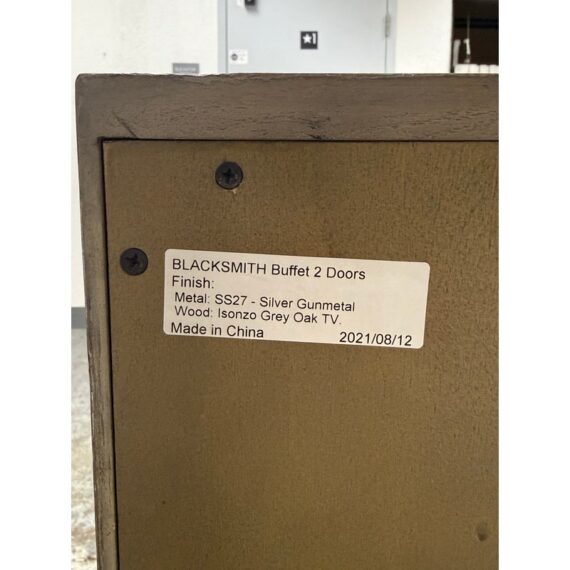 ★1
BLACKSMITH Buffet 2 Doors
Finish:
Metal: SS27 - Silver Gunmetal
Wood: Isonzo Grey Oak TV.
Made in China
2021/08/12